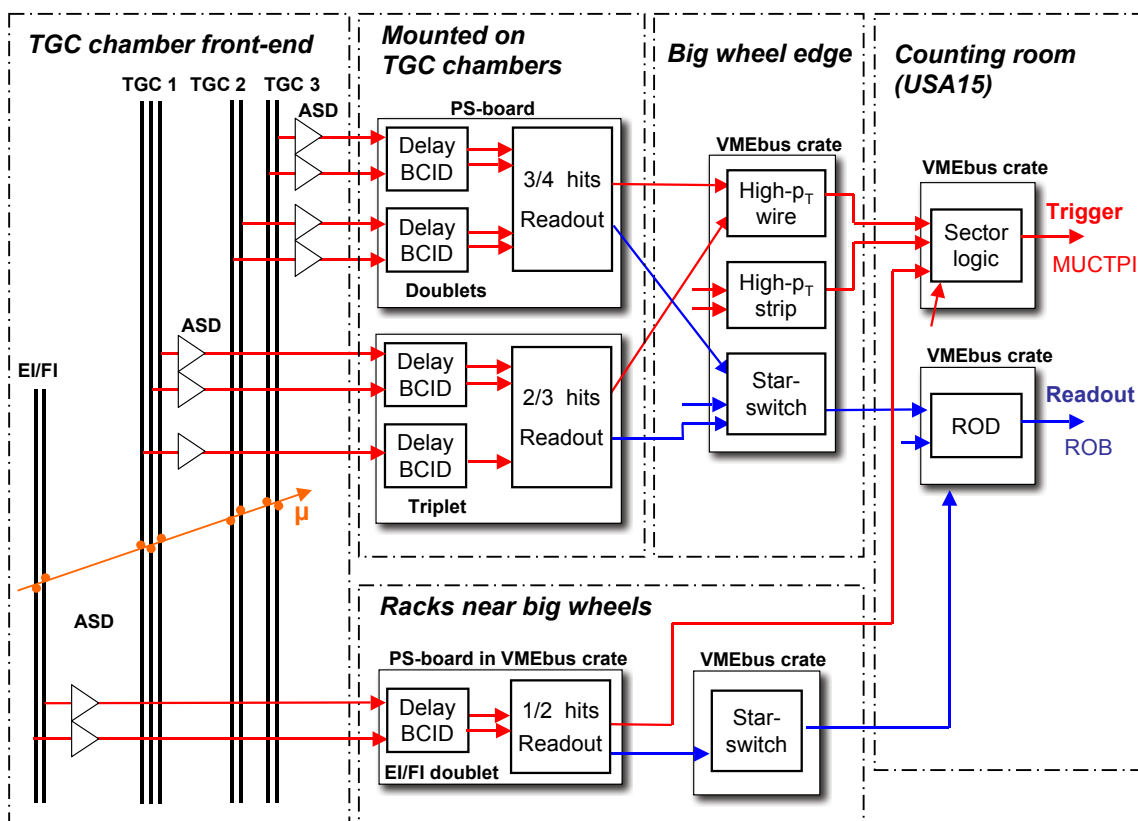 TGC chamber front-end
TGC 1
TGC 2
TGC 3
ASD
ASD
EI/FI
μ
ASD
Mounted on
TGC chambers
PS-board
Delay
BCID
Delay
BCID
3/4 hits
Readout
Doublets
Delay
BCID
Delay
BCID
2/3 hits
Readout
Triplet
Big wheel edge
VMEbus crate
High-pT
wire
High-pT
strip
Star-
switch
Counting room
(USA15)
VMEbus crate
Sector
logic
Trigger
MUCTPI
VMEbus crate
ROD
Readout
ROB
Racks near big wheels
PS-board in VMEbus crate
Delay
BCID
1/2 hits
Readout
EI/FI doublet
VMEbus crate
Star-
switch